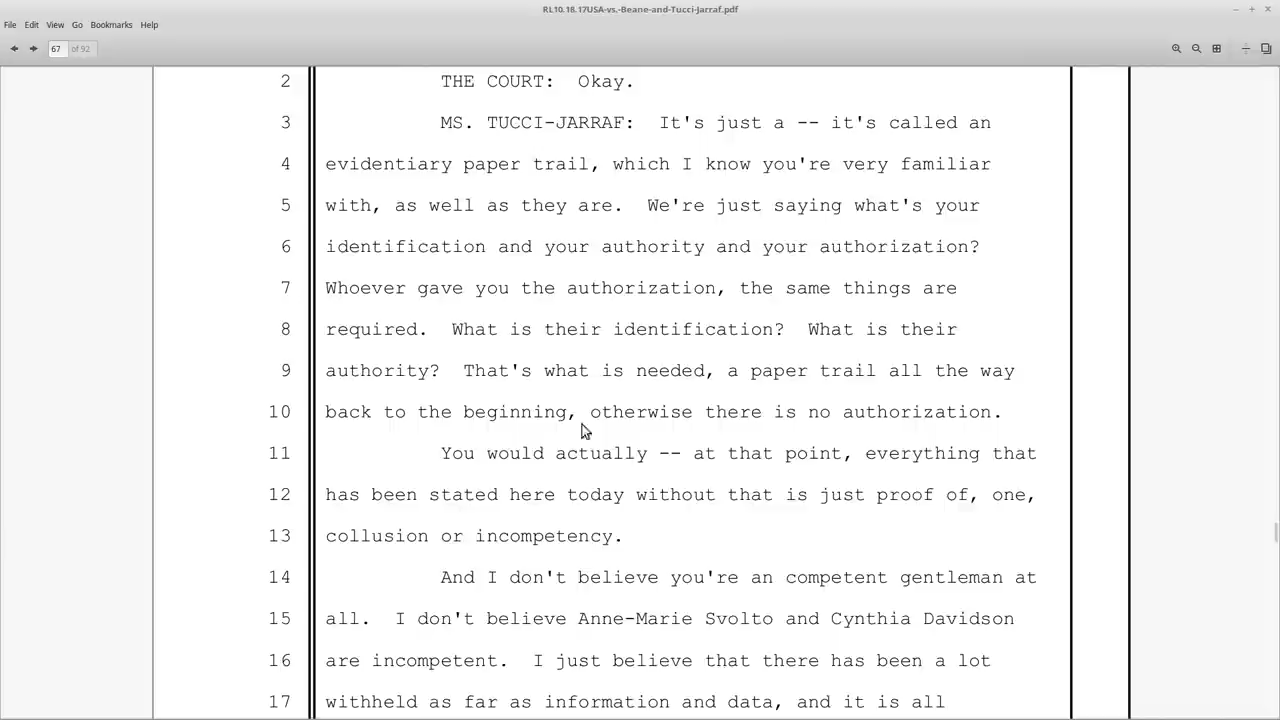 RL10.18.17USA-vs.-Beane-and-Tucci-Jarraf.pdf
File Edit View Go Bookmarks Help
67 of 92
2 THE COURT: Okay.
3 MS. TUCCI-JARRAF: It's just a -- it's called an
4 evidentiary paper trail, which I know you're very familiar
5 with, as well as they are. We're just saying what's your
6 identification and your authority and your authorization?
7 Whoever gave you the authorization, the same things are
8 required. What is their identification? What is their
9 authority? That's what is needed, a paper trail all the way
10 back to the beginning, otherwise there is no authorization.
11 You would actually -- at that point, everything that
12 has been stated here today without that is just proof of, one,
13 collusion or incompetency.
14 And I don't believe you're an competent gentleman at
15 all. I don't believe Anne-Marie Svolto and Cynthia Davidson
16 are incompetent. I just believe that there has been a lot
17 withheld as far as information and data, and it is all